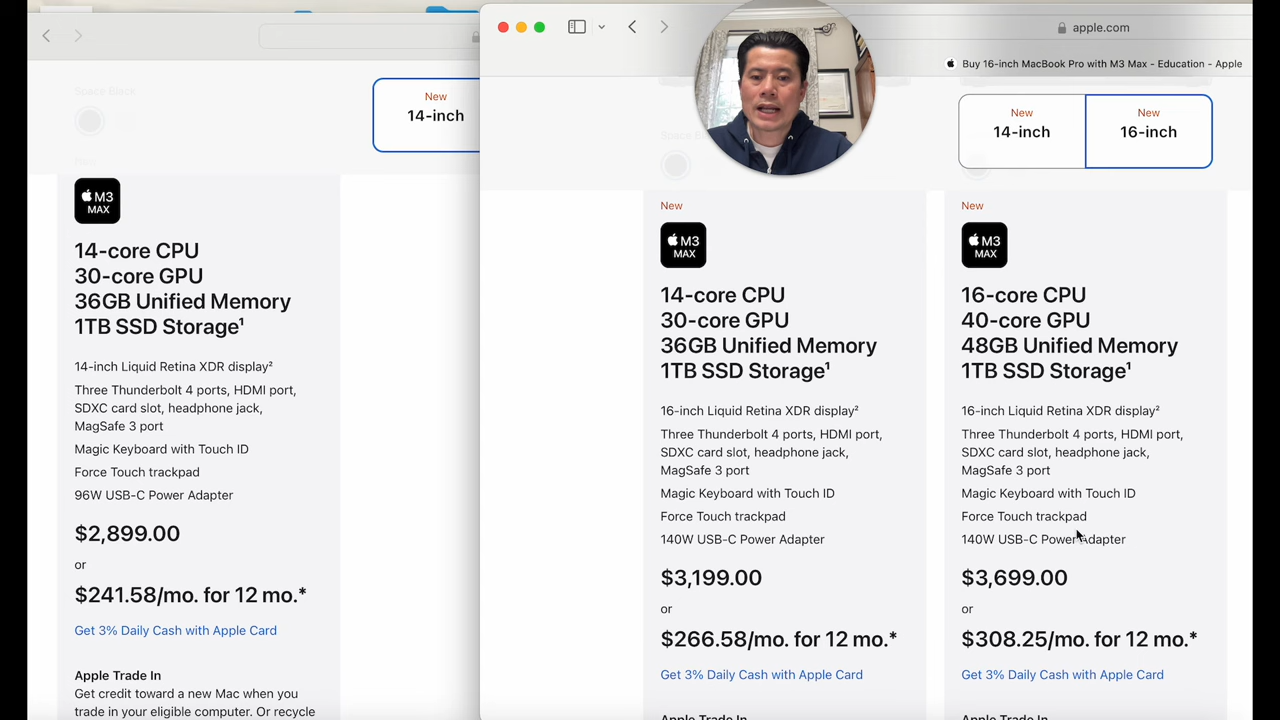 Space Black
New
14-inch
New
M3
MAX
14-core CPU
30-core GPU
36GB Unified Memory
1TB SSD Storage¹
14-inch Liquid Retina XDR display²
Three Thunderbolt 4 ports, HDMI port,
SDXC card slot, headphone jack,
MagSafe 3 port
Magic Keyboard with Touch ID
Force Touch trackpad
96W USB-C Power Adapter
$2,899.00
or
$241.58/mo. for 12 mo.*
Get 3% Daily Cash with Apple Card
Apple Trade In
Get credit toward a new Mac when you
trade in your eligible computer. Or recycle
apple.com
Buy 16-inch MacBook Pro with M3 Max - Education - Apple
New
14-inch
New
16-inch
New
M3
MAX
14-core CPU
30-core GPU
36GB Unified Memory
1TB SSD Storage¹
16-inch Liquid Retina XDR display²
Three Thunderbolt 4 ports, HDMI port,
SDXC card slot, headphone jack,
MagSafe 3 port
Magic Keyboard with Touch ID
Force Touch trackpad
140W USB-C Power Adapter
$3,199.00
or
$266.58/mo. for 12 mo.*
Get 3% Daily Cash with Apple Card
Apple Trade In
New
M3
MAX
16-core CPU
40-core GPU
48GB Unified Memory
1TB SSD Storage¹
16-inch Liquid Retina XDR display²
Three Thunderbolt 4 ports, HDMI port,
SDXC card slot, headphone jack,
MagSafe 3 port
Magic Keyboard with Touch ID
Force Touch trackpad
140W USB-C Power Adapter
$3,699.00
or
$308.25/mo. for 12 mo.*
Get 3% Daily Cash with Apple Card
Apple Trade In